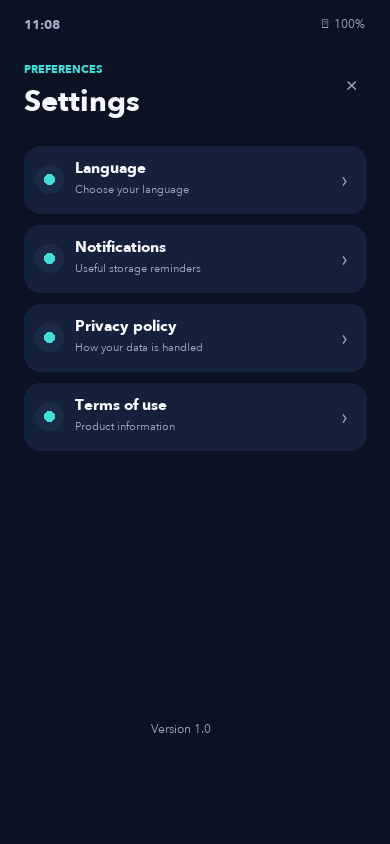 11:08
100%
PREFERENCES
Settings
×
Language
Choose your language
›
Notifications
Useful storage reminders
›
Privacy policy
How your data is handled
›
Terms of use
Product information
›
Version 1.0